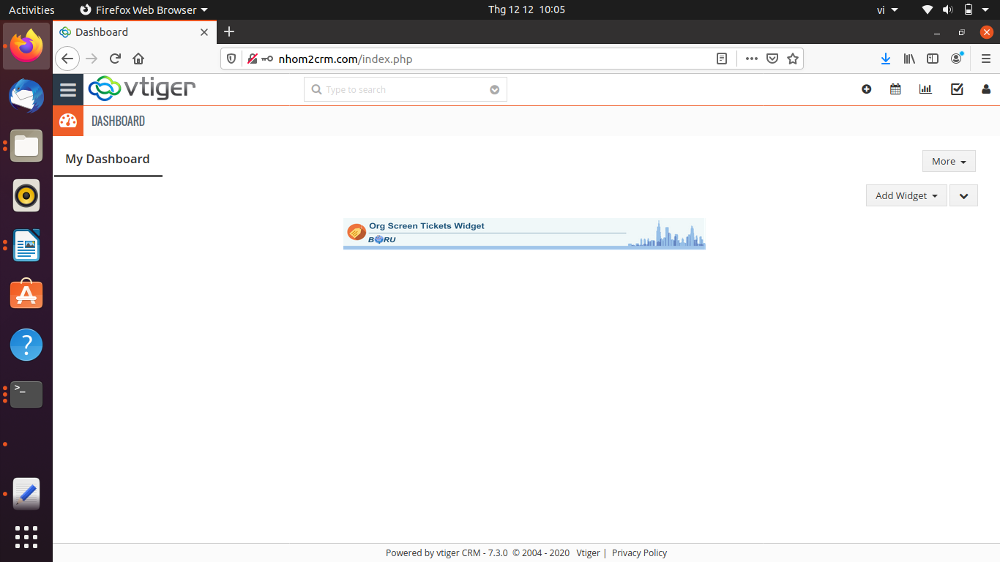 Activities
Firefox Web Browser
Thg 12 12 10:05
vi
Dashboard
nhom2crm.com/index.php
vtiger
Type to search
DASHBOARD
My Dashboard
More
Add Widget
Org Screen Tickets Widget
BORU
Powered by vtiger CRM - 7.3.0 © 2004 - 2020 Vtiger | Privacy Policy